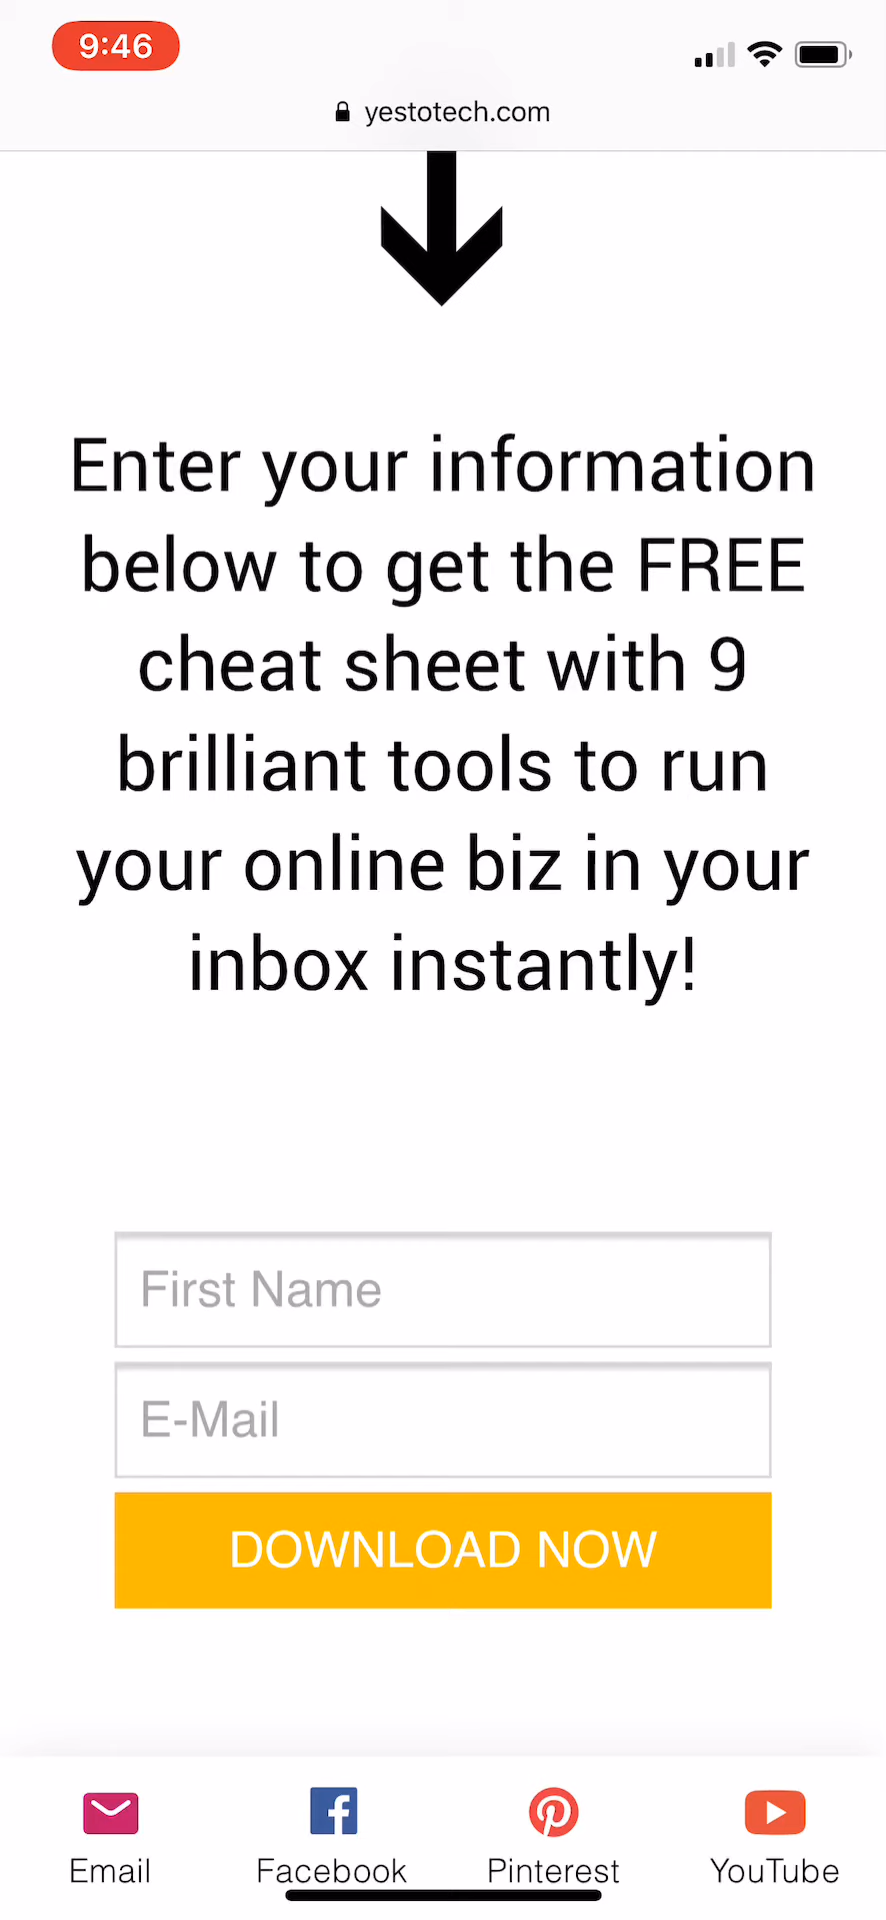 9:46
yestotech.com
Enter your information
below to get the FREE
cheat sheet with 9
brilliant tools to run
your online biz in your
inbox instantly!
First Name
E-Mail
DOWNLOAD NOW
Email Facebook Pinterest YouTube